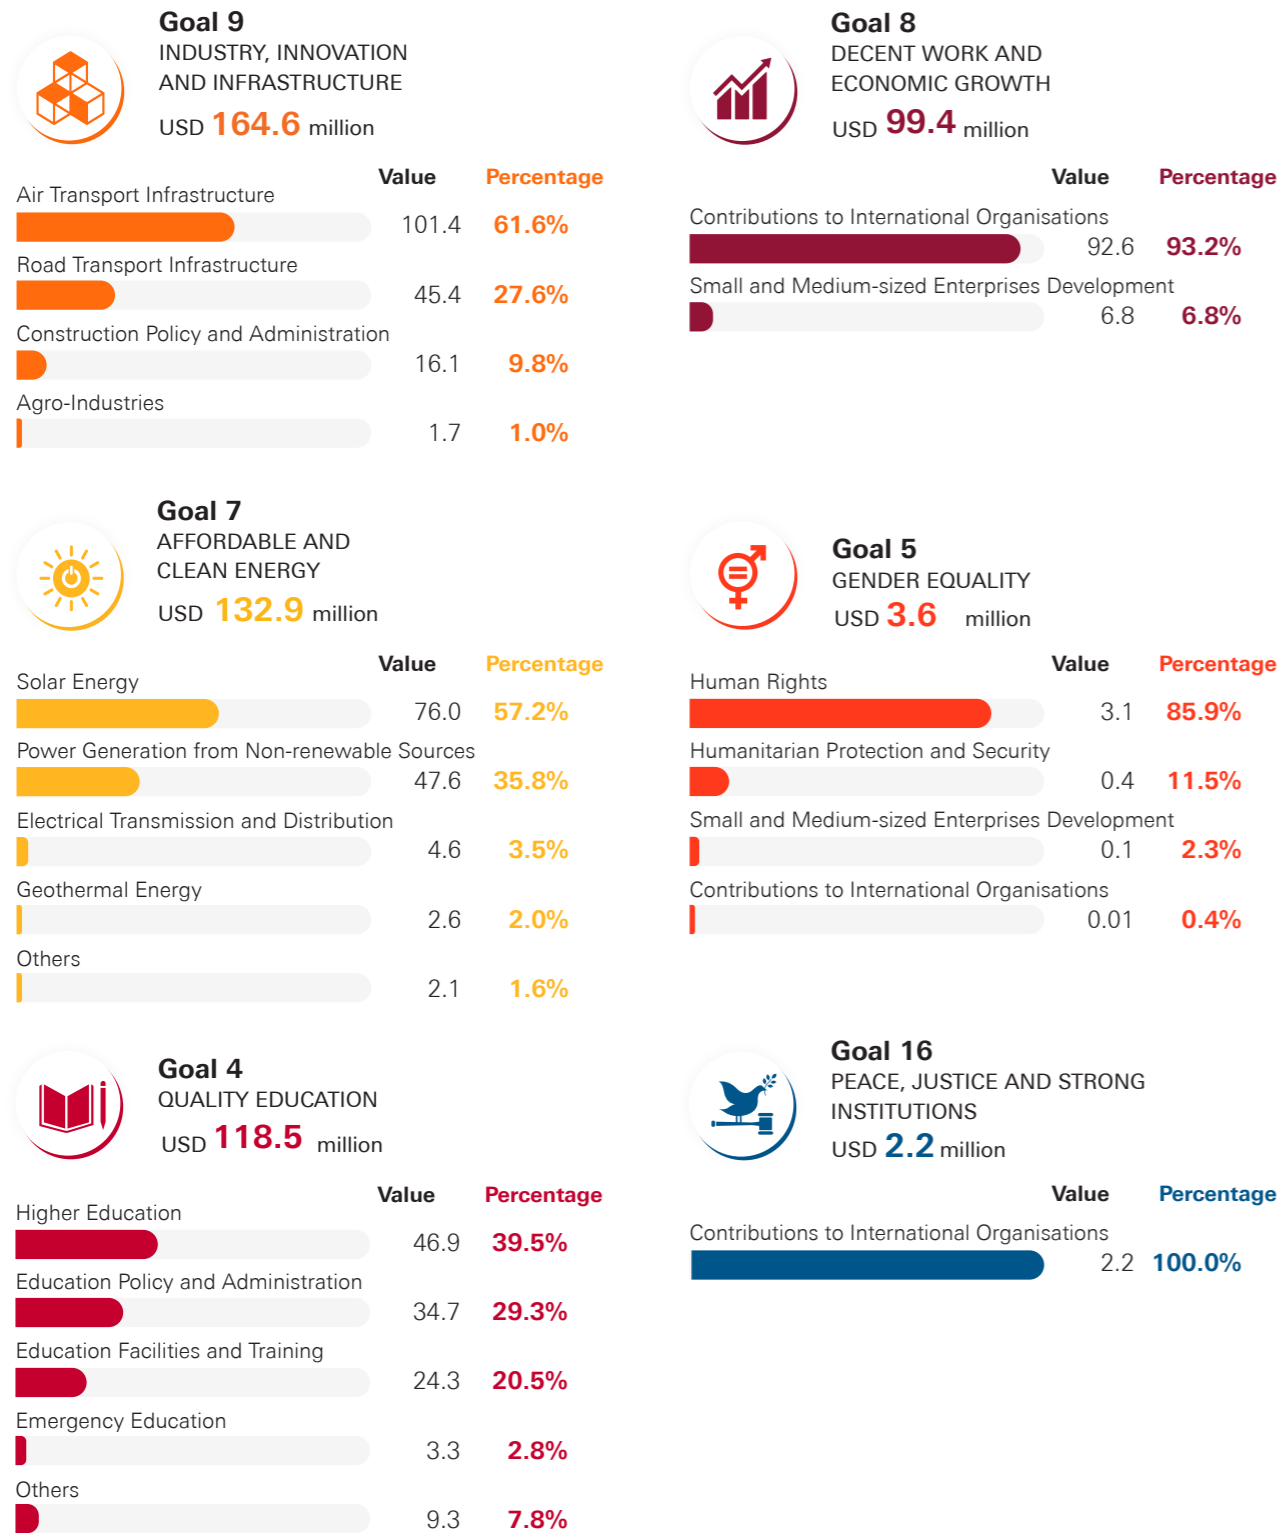 Goal 9
INDUSTRY, INNOVATION
AND INFRASTRUCTURE
USD 164.6 million
Value Percentage
Air Transport Infrastructure
101.4 61.6%
Road Transport Infrastructure
45.4 27.6%
Construction Policy and Administration
16.1 9.8%
Agro-Industries
1.7 1.0%
Goal 8
DECENT WORK AND
ECONOMIC GROWTH
USD 99.4 million
Value Percentage
Contributions to International Organisations
92.6 93.2%
Small and Medium-sized Enterprises Development
6.8 6.8%
Goal 7
AFFORDABLE AND
CLEAN ENERGY
USD 132.9 million
Value Percentage
Solar Energy
76.0 57.2%
Power Generation from Non-renewable Sources
47.6 35.8%
Electrical Transmission and Distribution
4.6 3.5%
Geothermal Energy
2.6 2.0%
Others
2.1 1.6%
Goal 5
GENDER EQUALITY
USD 3.6 million
Value Percentage
Human Rights
3.1 85.9%
Humanitarian Protection and Security
0.4 11.5%
Small and Medium-sized Enterprises Development
0.1 2.3%
Contributions to International Organisations
0.01 0.4%
Goal 4
QUALITY EDUCATION
USD 118.5 million
Value Percentage
Higher Education
46.9 39.5%
Education Policy and Administration
34.7 29.3%
Education Facilities and Training
24.3 20.5%
Emergency Education
3.3 2.8%
Others
9.3 7.8%
Goal 16
PEACE, JUSTICE AND STRONG
INSTITUTIONS
USD 2.2 million
Value Percentage
Contributions to International Organisations
2.2 100.0%